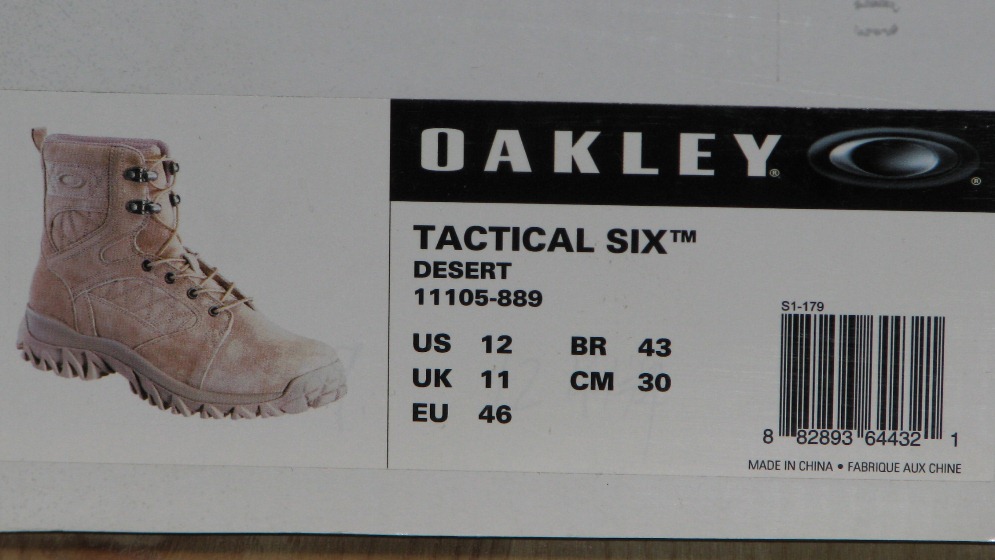 OAKLEY®
®
TACTICAL SIX™
DESERT
11105-889
US 12 BR 43
UK 11 CM 30
EU 46
S1-179
8 82893 64432 1
MADE IN CHINA • FABRIQUE AUX CHINE